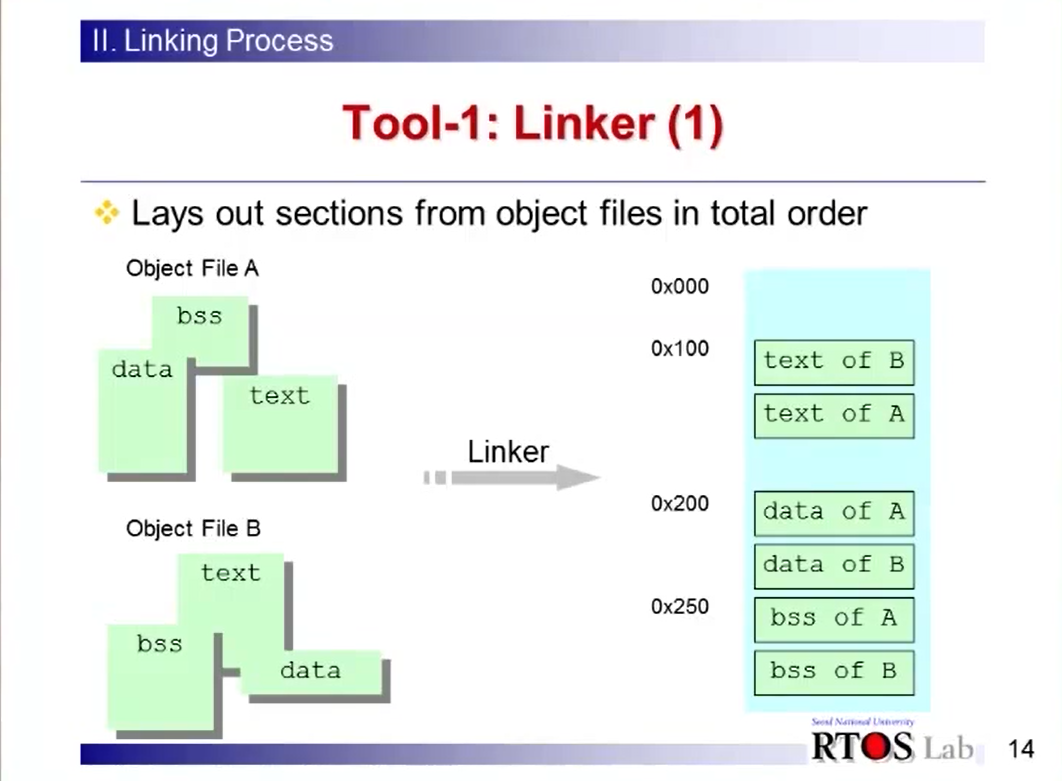 II. Linking Process
Tool-1: Linker (1)
Lays out sections from object files in total order
Object File A
bss
data
text
Object File B
text
bss
data
Linker
0x000
0x100
text of B
text of A
0x200
data of A
data of B
0x250
bss of A
bss of B
Seoul National University
RTOS Lab
14